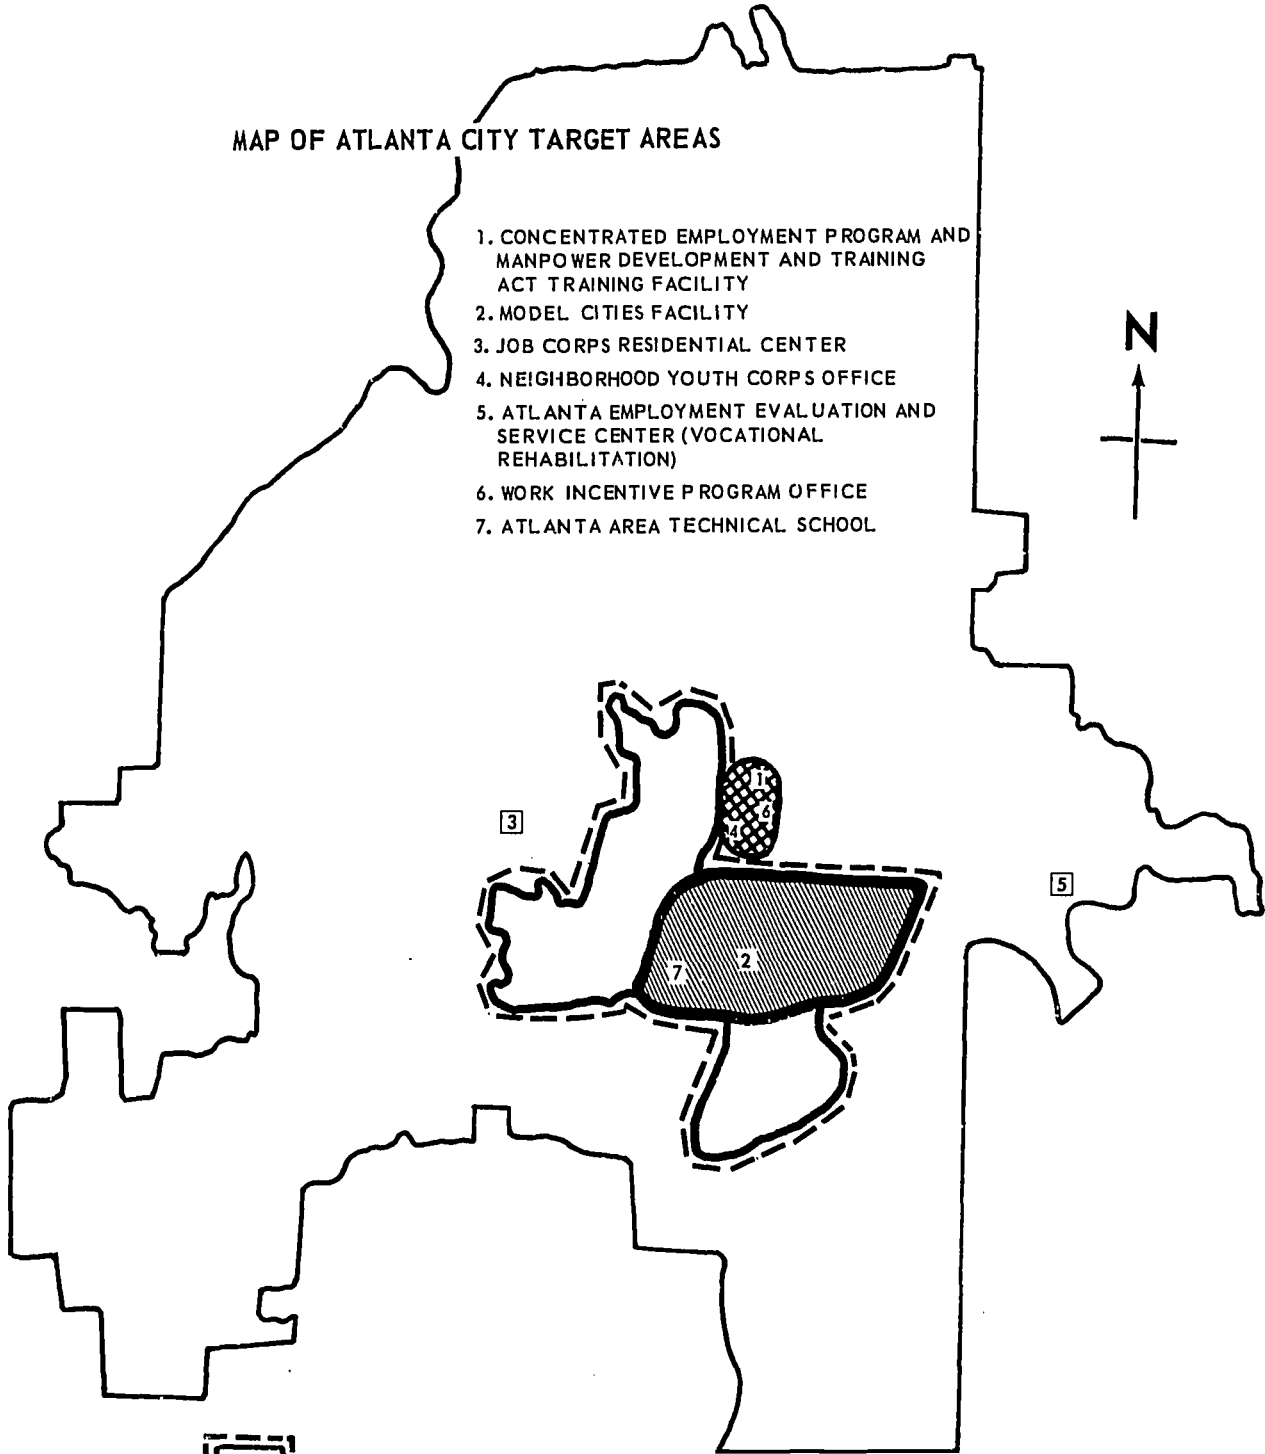 MAP OF ATLANTA CITY TARGET AREAS
1. CONCENTRATED EMPLOYMENT PROGRAM AND
MANPOWER DEVELOPMENT AND TRAINING
ACT TRAINING FACILITY
2. MODEL CITIES FACILITY
3. JOB CORPS RESIDENTIAL CENTER
4. NEIGHBORHOOD YOUTH CORPS OFFICE
5. ATLANTA EMPLOYMENT EVALUATION AND
SERVICE CENTER (VOCATIONAL
REHABILITATION)
6. WORK INCENTIVE PROGRAM OFFICE
7. ATLANTA AREA TECHNICAL SCHOOL
N
1
6
4
3
5
2
7